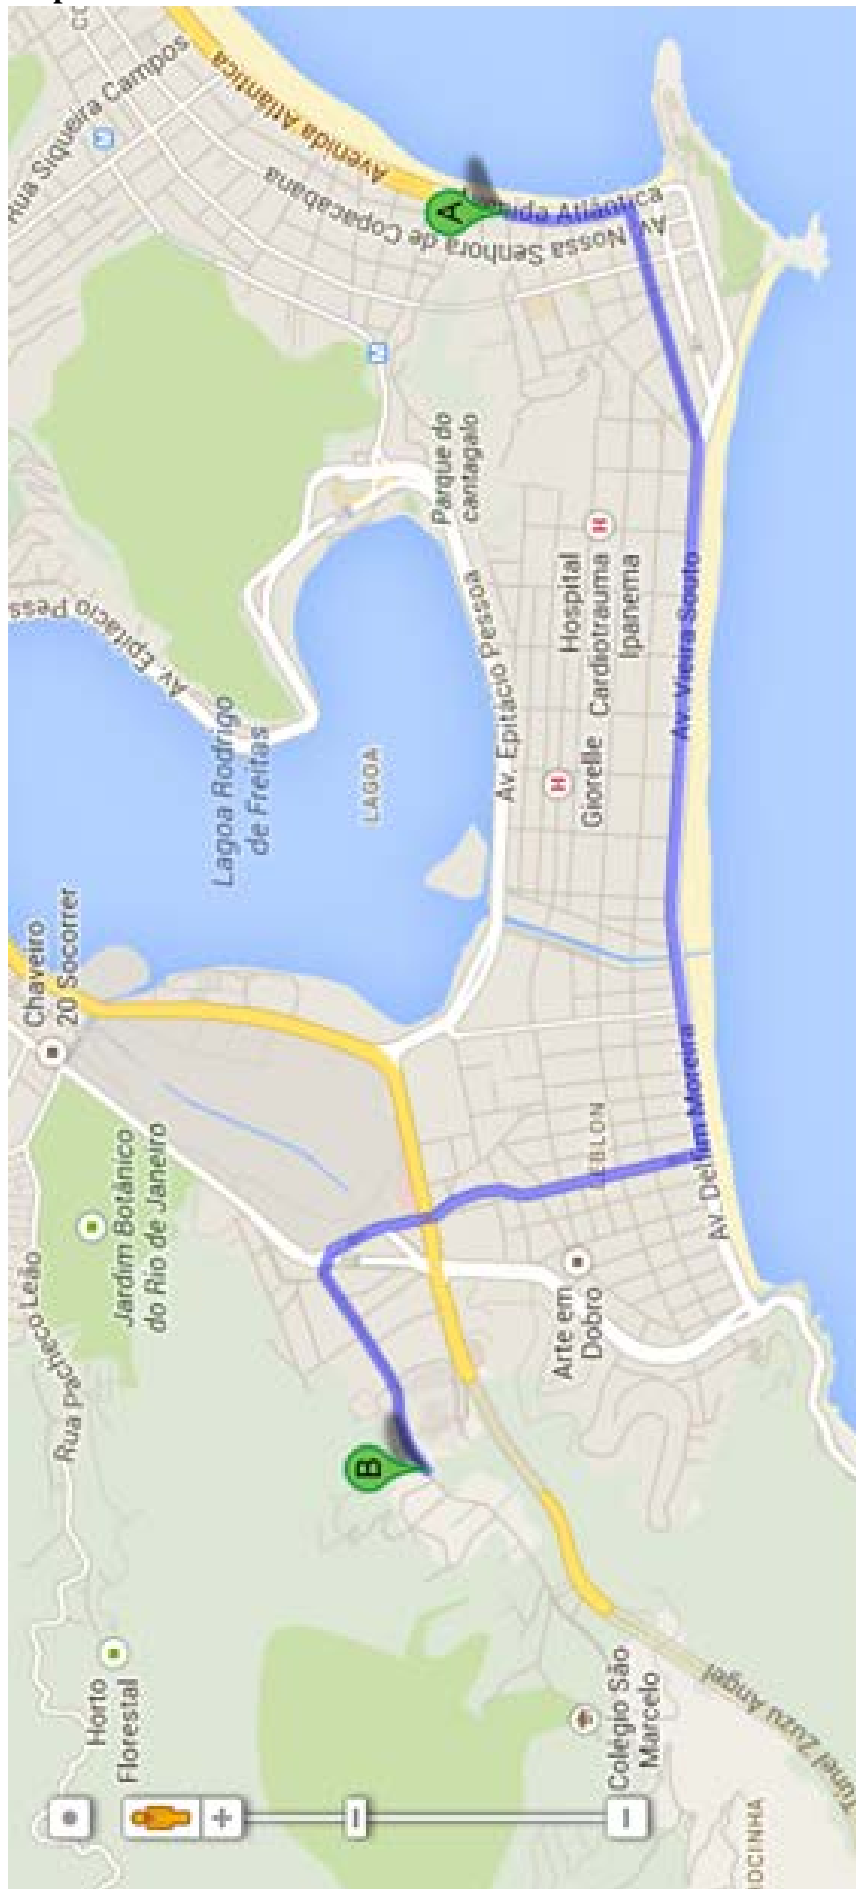 Horto
Florestal
Rua Pacheco Leão
Jardim Botânico
do Rio de Janeiro
Chaveiro
20 Socorrer
Av. Epitácio Pess
Rua Siqueira Campos
Avenida Atlântica
Lagoa Rodrigo
de Freitas
LAGOA
Av. Nossa Senhora de Copacabana
A
Avenida Atlântica
B
Parque do
cantagalo
Av. Epitácio Pessoa
Hospital
Cardiotrauma
Ipanema
H
Giorelle
H
Arte em
Dobro
LEBLON
Colégio São
Marcelo
Av. Delfim Moreira
Av. Vieira Souto
Túnel Zuzu Angel
OCINHA
M
M